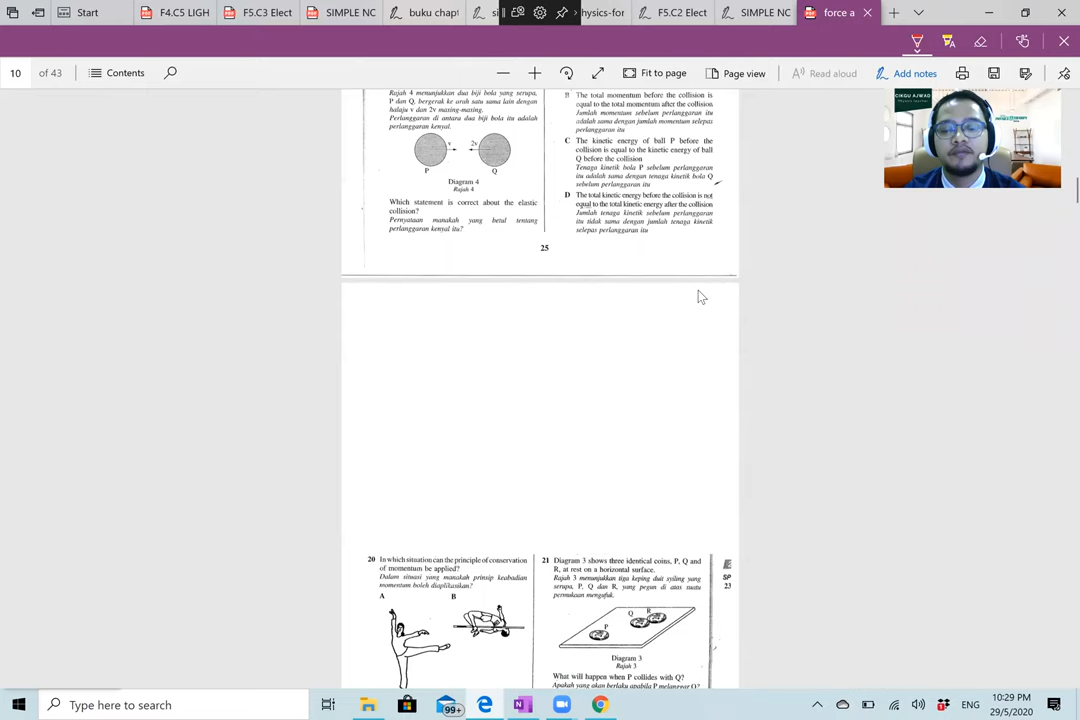 Start
F4.C5 LIGH
F5.C3 Elect
SIMPLE NC
buku chapt
si
hysics-for
F5.C2 Elect
SIMPLE NC
force a
10
of 43
Contents
Fit to page
Page view
Read aloud
Add notes
CIKGU AJWAD
Rajah 4 menunjukkan dua biji bola yang serupa,
P dan Q, bergerak ke arah satu sama lain dengan
halaju v dan 2v masing-masing.
Perlanggaran di antara dua biji bola itu adalah
perlanggaran kenyal.
v
2v
P
Q
Diagram 4
Rajah 4
Which statement is correct about the elastic
collision?
Pernyataan manakah yang betul tentang
perlanggaran kenyal itu?
B The total momentum before the collision is
equal to the total momentum after the collision
Jumlah momentum sebelum perlanggaran itu
adalah sama dengan jumlah momentum selepas
perlanggaran itu
C The kinetic energy of ball P before the
collision is equal to the kinetic energy of ball
Q before the collision
Tenaga kinetik bola P sebelum perlanggaran
itu adalah sama dengan tenaga kinetik bola Q
sebelum perlanggaran itu
D The total kinetic energy before the collision is not
equal to the total kinetic energy after the collision
Jumlah tenaga kinetik sebelum perlanggaran
itu tidak sama dengan jumlah tenaga kinetik
selepas perlanggaran itu
25
20 In which situation can the principle of conservation
of momentum be applied?
Dalam situasi yang manakah prinsip keabadian
momentum boleh diaplikasikan?
A
B
21 Diagram 3 shows three identical coins, P, Q and
R, at rest on a horizontal surface.
Rajah 3 menunjukkan tiga keping duit syiling yang
serupa, P, Q dan R, yang pegun di atas suatu
permukaan mengufuk.
P
Q
R
Diagram 3
Rajah 3
What will happen when P collides with Q?
Apakah yang akan berlaku apabila P melanggar Q?
SP
23
Type here to search
99+
ENG
10:29 PM
29/5/2020